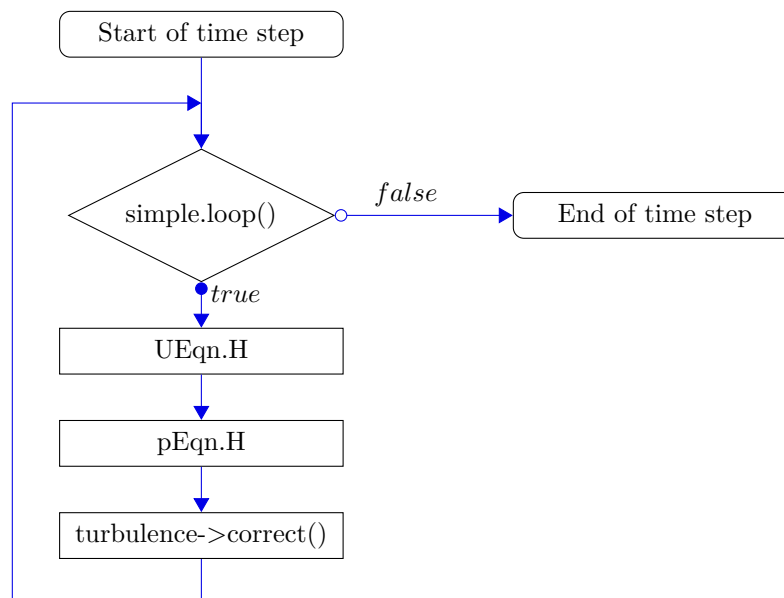 Start of time step
simple.loop()
false
End of time step
true
UEqn.H
pEqn.H
turbulence->correct()